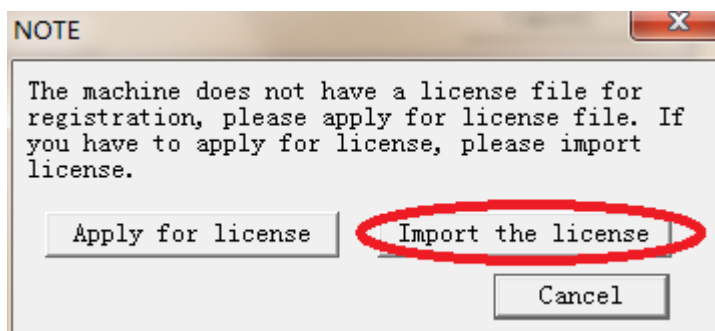 NOTE
The machine does not have a license file for
registration, please apply for license file. If
you have to apply for license, please import
license.
Apply for license
Import the license
Cancel